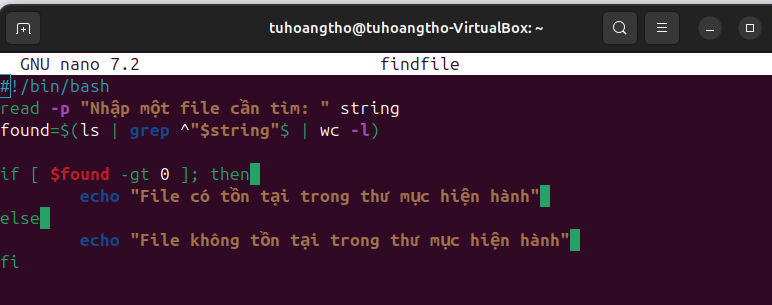 tuhoangtho@tuhoangtho-VirtualBox: ~
GNU nano 7.2 findfile
#!/bin/bash
read -p "Nhập một file cần tìm: " string
found=$(ls | grep ^"$string"$ | wc -l)
if [ $found -gt 0 ]; then
echo "File có tồn tại trong thư mục hiện hành"
else
echo "File không tồn tại trong thư mục hiện hành"
fi